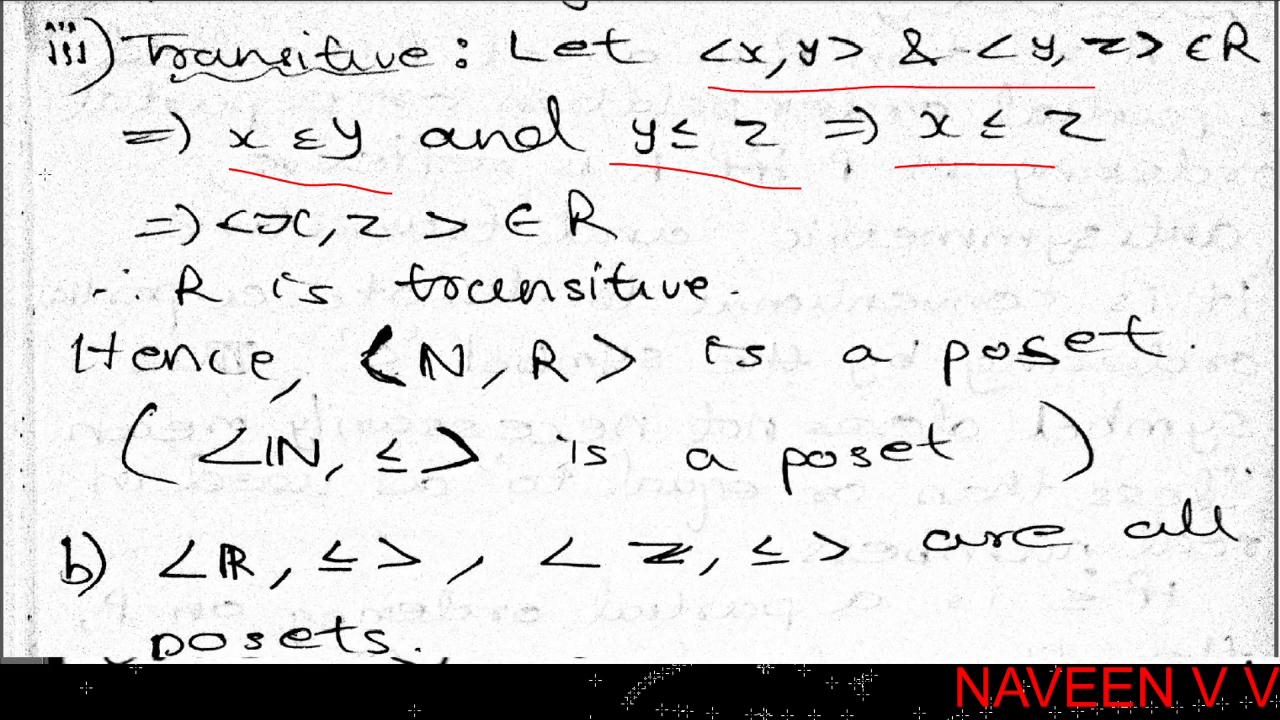 iii) Transitive : Let <x, y> & <y, z> ∈ R
=) x ≤ y and y ≤ z =) x ≤ z
=) <x, z> ∈ R
∴ R is transitive.
Hence, <N, R> is a poset.
( <ℕ, ≤> is a poset )
b) <ℝ, ≤>, <ℤ, ≤> are all
posets.
NAVEEN V V